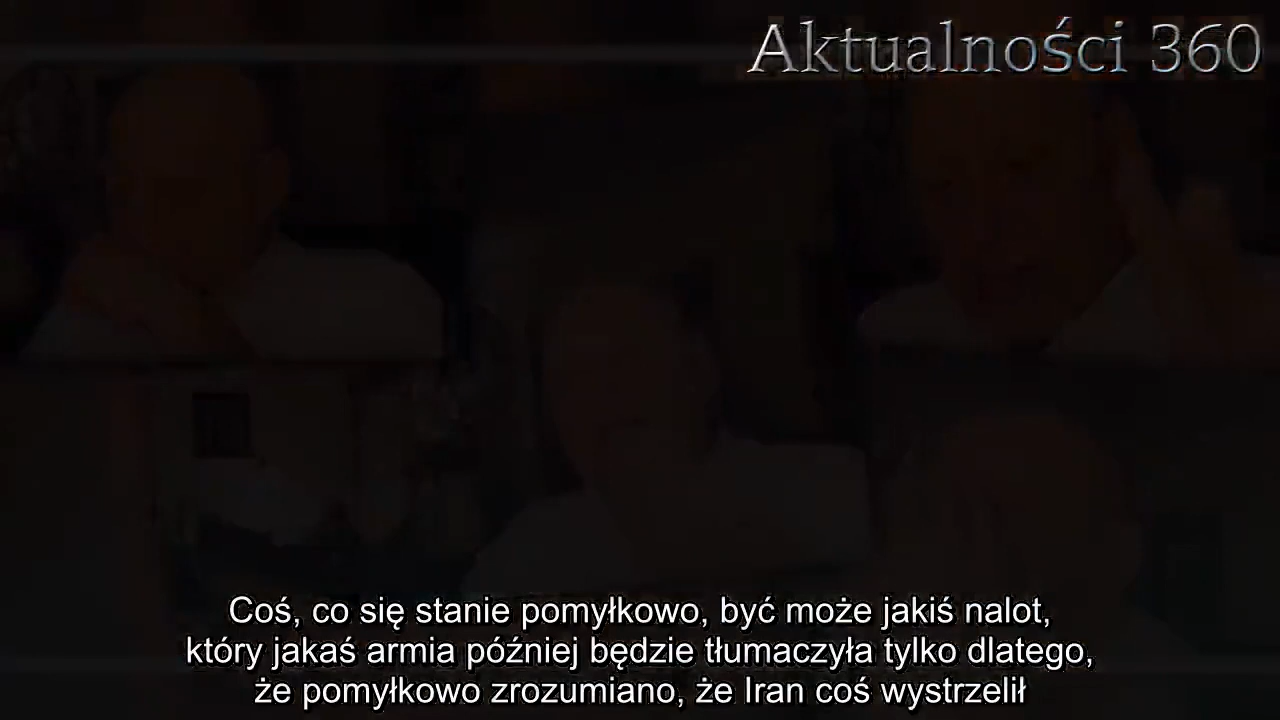 Aktualności 360
Coś, co się stanie pomyłkowo, być może jakiś nalot,
który jakaś armia później będzie tłumaczyła tylko dlatego,
że pomyłkowo zrozumiano, że Iran coś wystrzelił